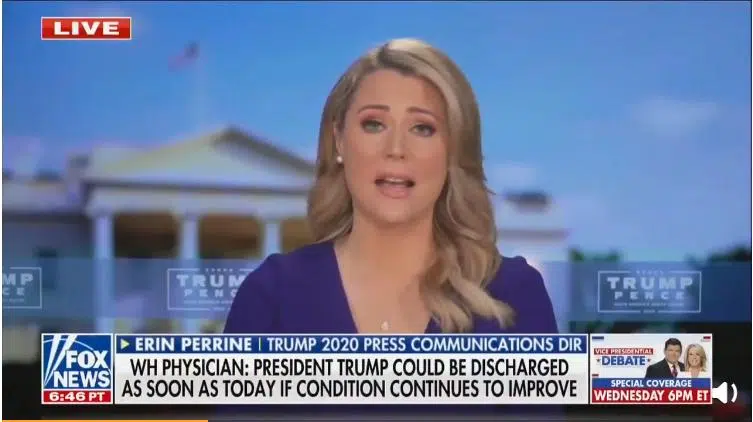 LIVE
TRUMP
PENCE
TRUMP
PENCE
TRUMP
PENCE
ERIN PERRINE | TRUMP 2020 PRESS COMMUNICATIONS DIR
FOX
NEWS
6:46 PT
WH PHYSICIAN: PRESIDENT TRUMP COULD BE DISCHARGED
AS SOON AS TODAY IF CONDITION CONTINUES TO IMPROVE
VICE PRESIDENTIAL
DEBATE
SPECIAL COVERAGE
WEDNESDAY 6PM ET